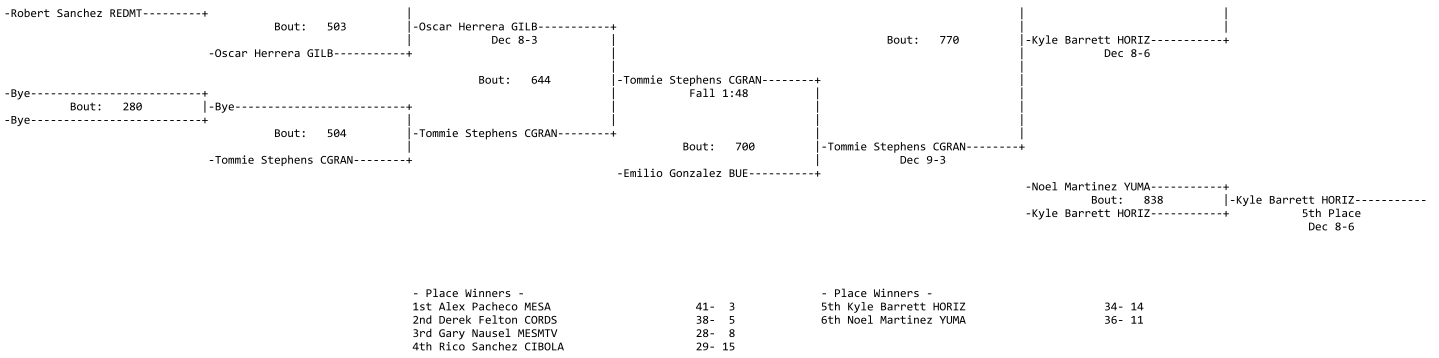 -Robert Sanchez REDMT---------+ | | |
Bout: 503 |-Oscar Herrera GILB-----------+ | |
| Dec 8-3 | Bout: 770 |-Kyle Barrett HORIZ-----------+
-Oscar Herrera GILB-----------+ | | Dec 8-6
| |
Bout: 644 |-Tommie Stephens CGRAN--------+ |
-Bye--------------------------+ | Fall 1:48 | |
Bout: 280 |-Bye--------------------------+ | | |
-Bye--------------------------+ | | | |
Bout: 504 |-Tommie Stephens CGRAN--------+ | |
| Bout: 700 |-Tommie Stephens CGRAN--------+
-Tommie Stephens CGRAN--------+ | Dec 9-3
-Emilio Gonzalez BUE----------+
-Noel Martinez YUMA-----------+
Bout: 838 |-Kyle Barrett HORIZ-----------
-Kyle Barrett HORIZ-----------+ 5th Place
Dec 8-6
- Place Winners - - Place Winners -
1st Alex Pacheco MESA 41- 3 5th Kyle Barrett HORIZ 34- 14
2nd Derek Felton CORDS 38- 5 6th Noel Martinez YUMA 36- 11
3rd Gary Nausel MESMTV 28- 8
4th Rico Sanchez CIBOLA 29- 15